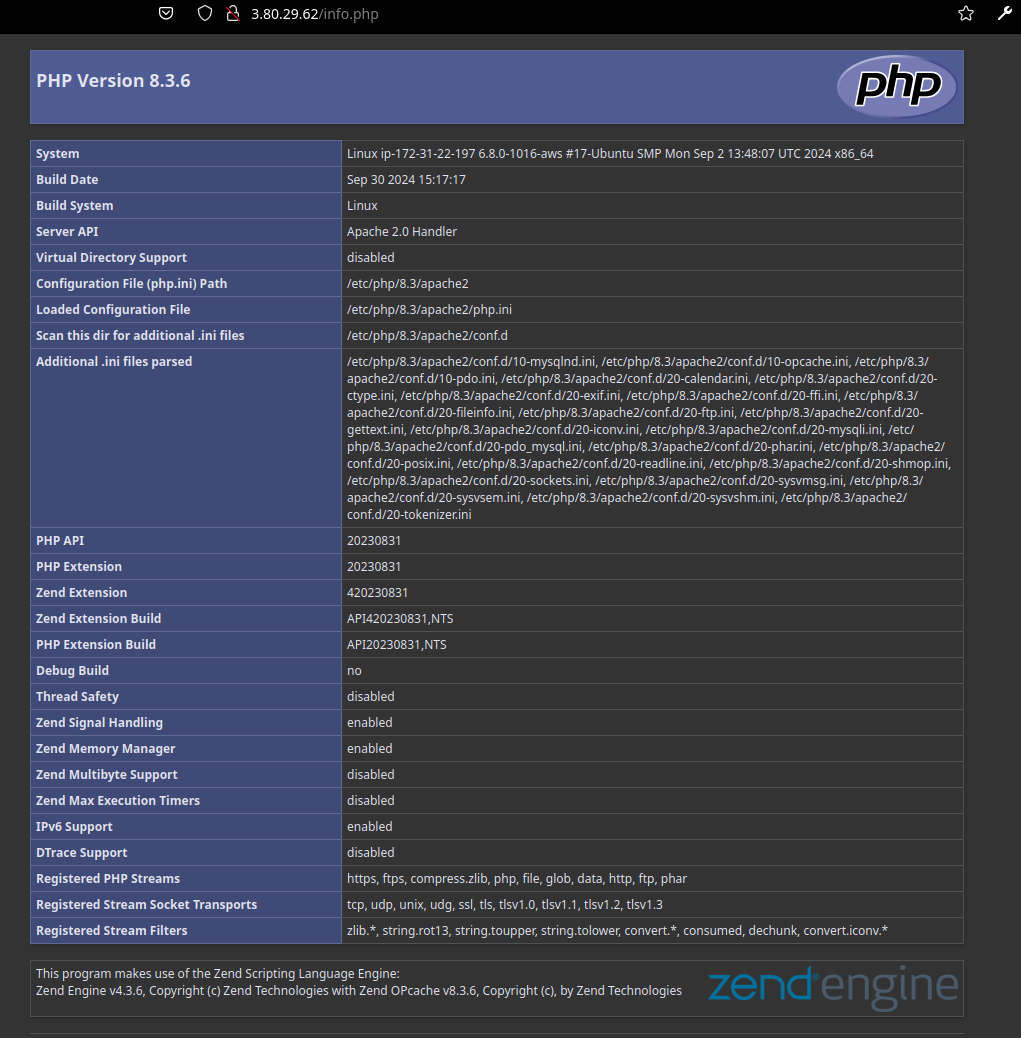 3.80.29.62/info.php
PHP Version 8.3.6
php
System Linux ip-172-31-22-197 6.8.0-1016-aws #17-Ubuntu SMP Mon Sep 2 13:48:07 UTC 2024 x86_64
Build Date Sep 30 2024 15:17:17
Build System Linux
Server API Apache 2.0 Handler
Virtual Directory Support disabled
Configuration File (php.ini) Path /etc/php/8.3/apache2
Loaded Configuration File /etc/php/8.3/apache2/php.ini
Scan this dir for additional .ini files /etc/php/8.3/apache2/conf.d
Additional .ini files parsed /etc/php/8.3/apache2/conf.d/10-mysqlnd.ini, /etc/php/8.3/apache2/conf.d/10-opcache.ini, /etc/php/8.3/
apache2/conf.d/10-pdo.ini, /etc/php/8.3/apache2/conf.d/20-calendar.ini, /etc/php/8.3/apache2/conf.d/20-
ctype.ini, /etc/php/8.3/apache2/conf.d/20-exif.ini, /etc/php/8.3/apache2/conf.d/20-ffi.ini, /etc/php/8.3/
apache2/conf.d/20-fileinfo.ini, /etc/php/8.3/apache2/conf.d/20-ftp.ini, /etc/php/8.3/apache2/conf.d/20-
gettext.ini, /etc/php/8.3/apache2/conf.d/20-iconv.ini, /etc/php/8.3/apache2/conf.d/20-mysqli.ini, /etc/
php/8.3/apache2/conf.d/20-pdo_mysql.ini, /etc/php/8.3/apache2/conf.d/20-phar.ini, /etc/php/8.3/apache2/
conf.d/20-posix.ini, /etc/php/8.3/apache2/conf.d/20-readline.ini, /etc/php/8.3/apache2/conf.d/20-shmop.ini,
/etc/php/8.3/apache2/conf.d/20-sockets.ini, /etc/php/8.3/apache2/conf.d/20-sysvmsg.ini, /etc/php/8.3/
apache2/conf.d/20-sysvsem.ini, /etc/php/8.3/apache2/conf.d/20-sysvshm.ini, /etc/php/8.3/apache2/
conf.d/20-tokenizer.ini
PHP API 20230831
PHP Extension 20230831
Zend Extension 420230831
Zend Extension Build API420230831,NTS
PHP Extension Build API20230831,NTS
Debug Build no
Thread Safety disabled
Zend Signal Handling enabled
Zend Memory Manager enabled
Zend Multibyte Support disabled
Zend Max Execution Timers disabled
IPv6 Support enabled
DTrace Support disabled
Registered PHP Streams https, ftps, compress.zlib, php, file, glob, data, http, ftp, phar
Registered Stream Socket Transports tcp, udp, unix, udg, ssl, tls, tlsv1.0, tlsv1.1, tlsv1.2, tlsv1.3
Registered Stream Filters zlib.*, string.rot13, string.toupper, string.tolower, convert.*, consumed, dechunk, convert.iconv.*
This program makes use of the Zend Scripting Language Engine:
Zend Engine v4.3.6, Copyright (c) Zend Technologies with Zend OPcache v8.3.6, Copyright (c), by Zend Technologies
zend engine